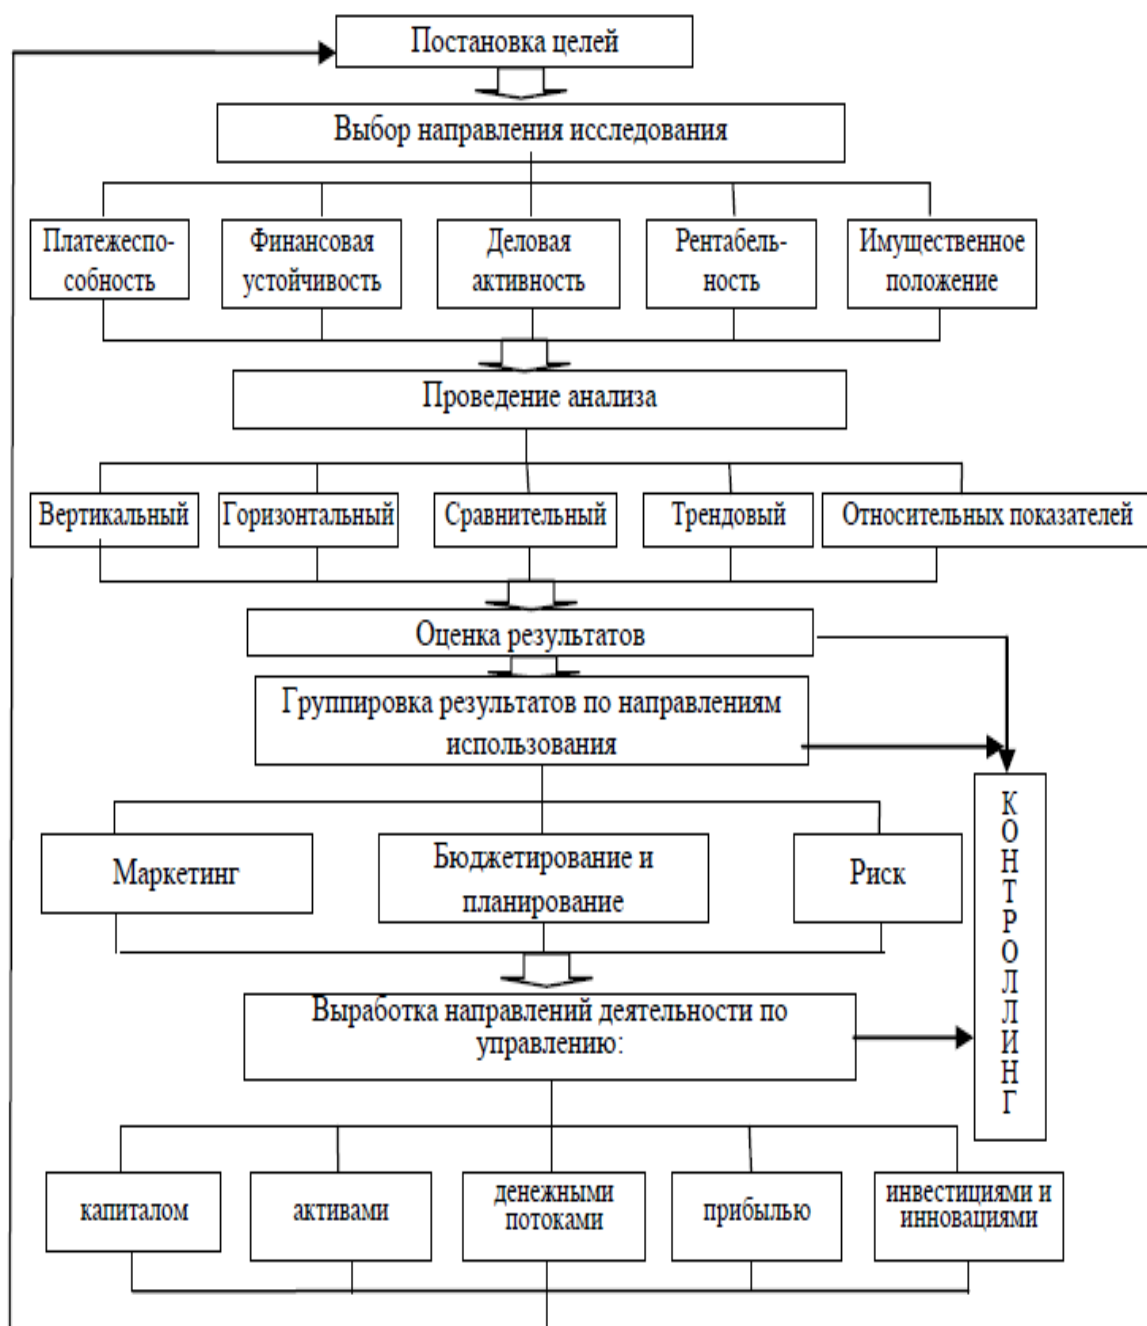 Постановка целей
Выбор направления исследования
Платежеспо-
собность
Финансовая
устойчивость
Деловая
активность
Рентабель-
ность
Имущественное
положение
Проведение анализа
Вертикальный
Горизонтальный
Сравнительный
Трендовый
Относительных показателей
Оценка результатов
Группировка результатов по направлениям
использования
Маркетинг
Бюджетирование и
планирование
Риск
КОНТРОЛЛИНГ
Выработка направлений деятельности по
управлению:
капиталом
активами
денежными
потоками
прибылью
инвестициями и
инновациями